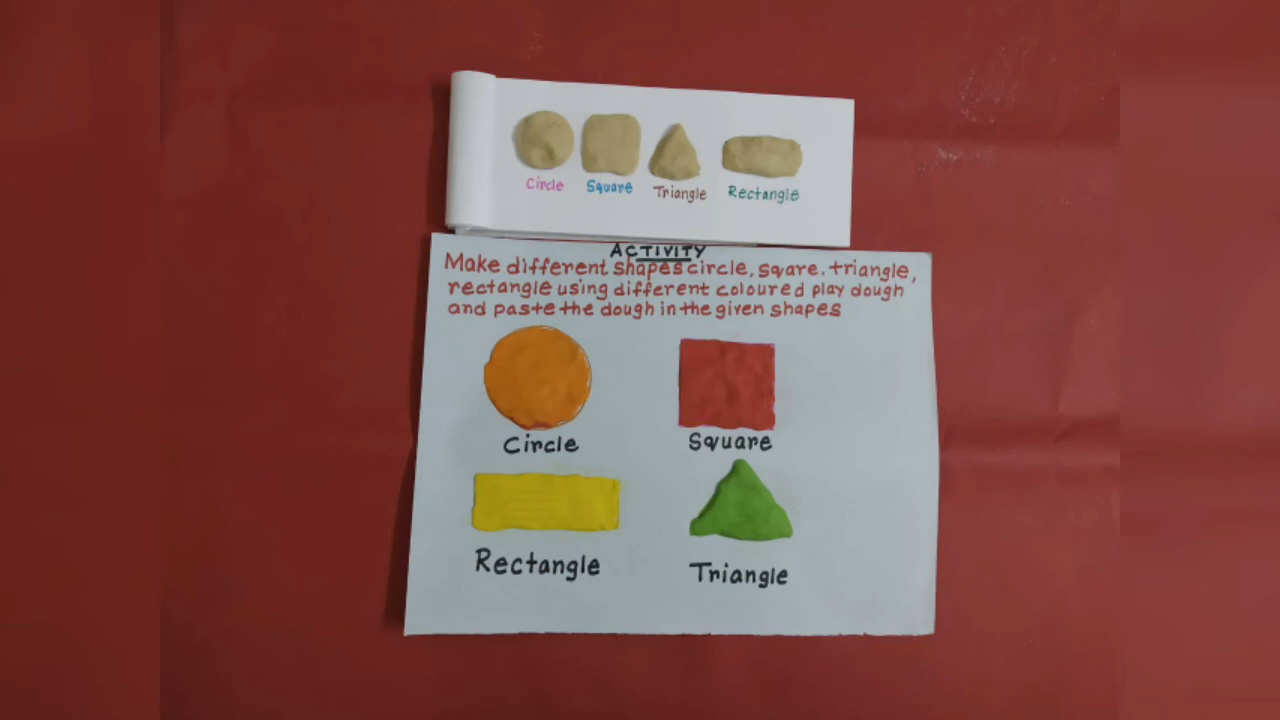 Circle Square Triangle Rectangle
ACTIVITY
Make different shapes circle, sqare. triangle,
rectangle using different coloured play dough
and paste the dough in the given shapes
Circle Square
Rectangle Triangle